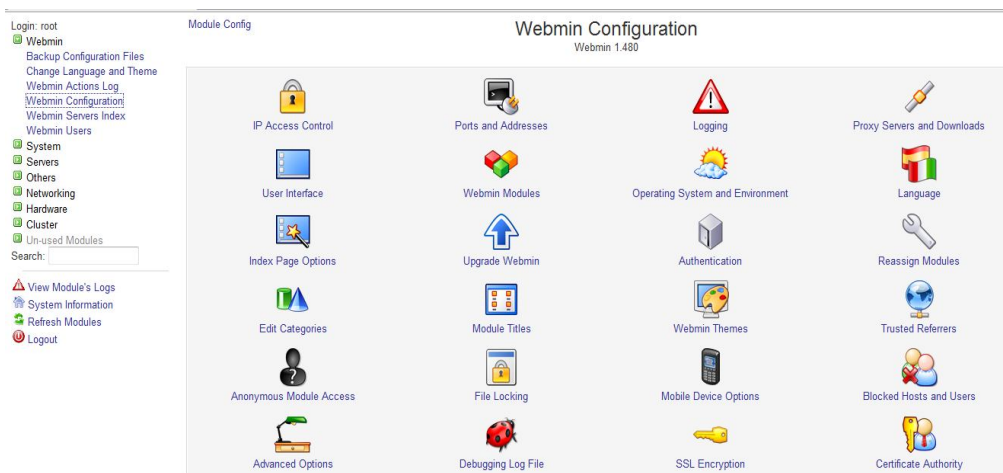 Login: root
Webmin
Backup Configuration Files
Change Language and Theme
Webmin Actions Log
Webmin Configuration
Webmin Servers Index
Webmin Users
System
Servers
Others
Networking
Hardware
Cluster
Un-used Modules
Search:
View Module's Logs
System Information
Refresh Modules
Logout
Module Config
Webmin Configuration
Webmin 1.480
IP Access Control
Ports and Addresses
Logging
Proxy Servers and Downloads
User Interface
Webmin Modules
Operating System and Environment
Language
Index Page Options
Upgrade Webmin
Authentication
Reassign Modules
Edit Categories
Module Titles
Webmin Themes
Trusted Referrers
Anonymous Module Access
File Locking
Mobile Device Options
Blocked Hosts and Users
Advanced Options
Debugging Log File
SSL Encryption
Certificate Authority